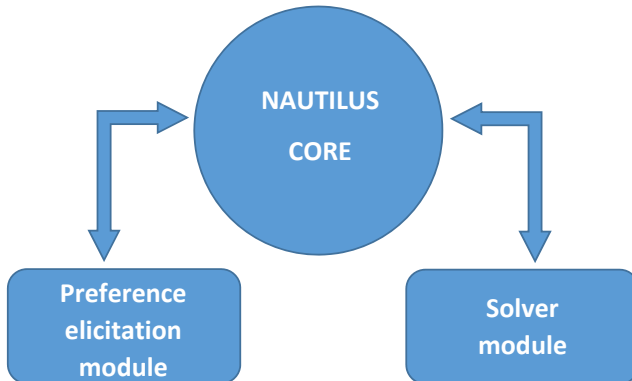 NAUTILUS
CORE
Preference
elicitation
module
Solver
module